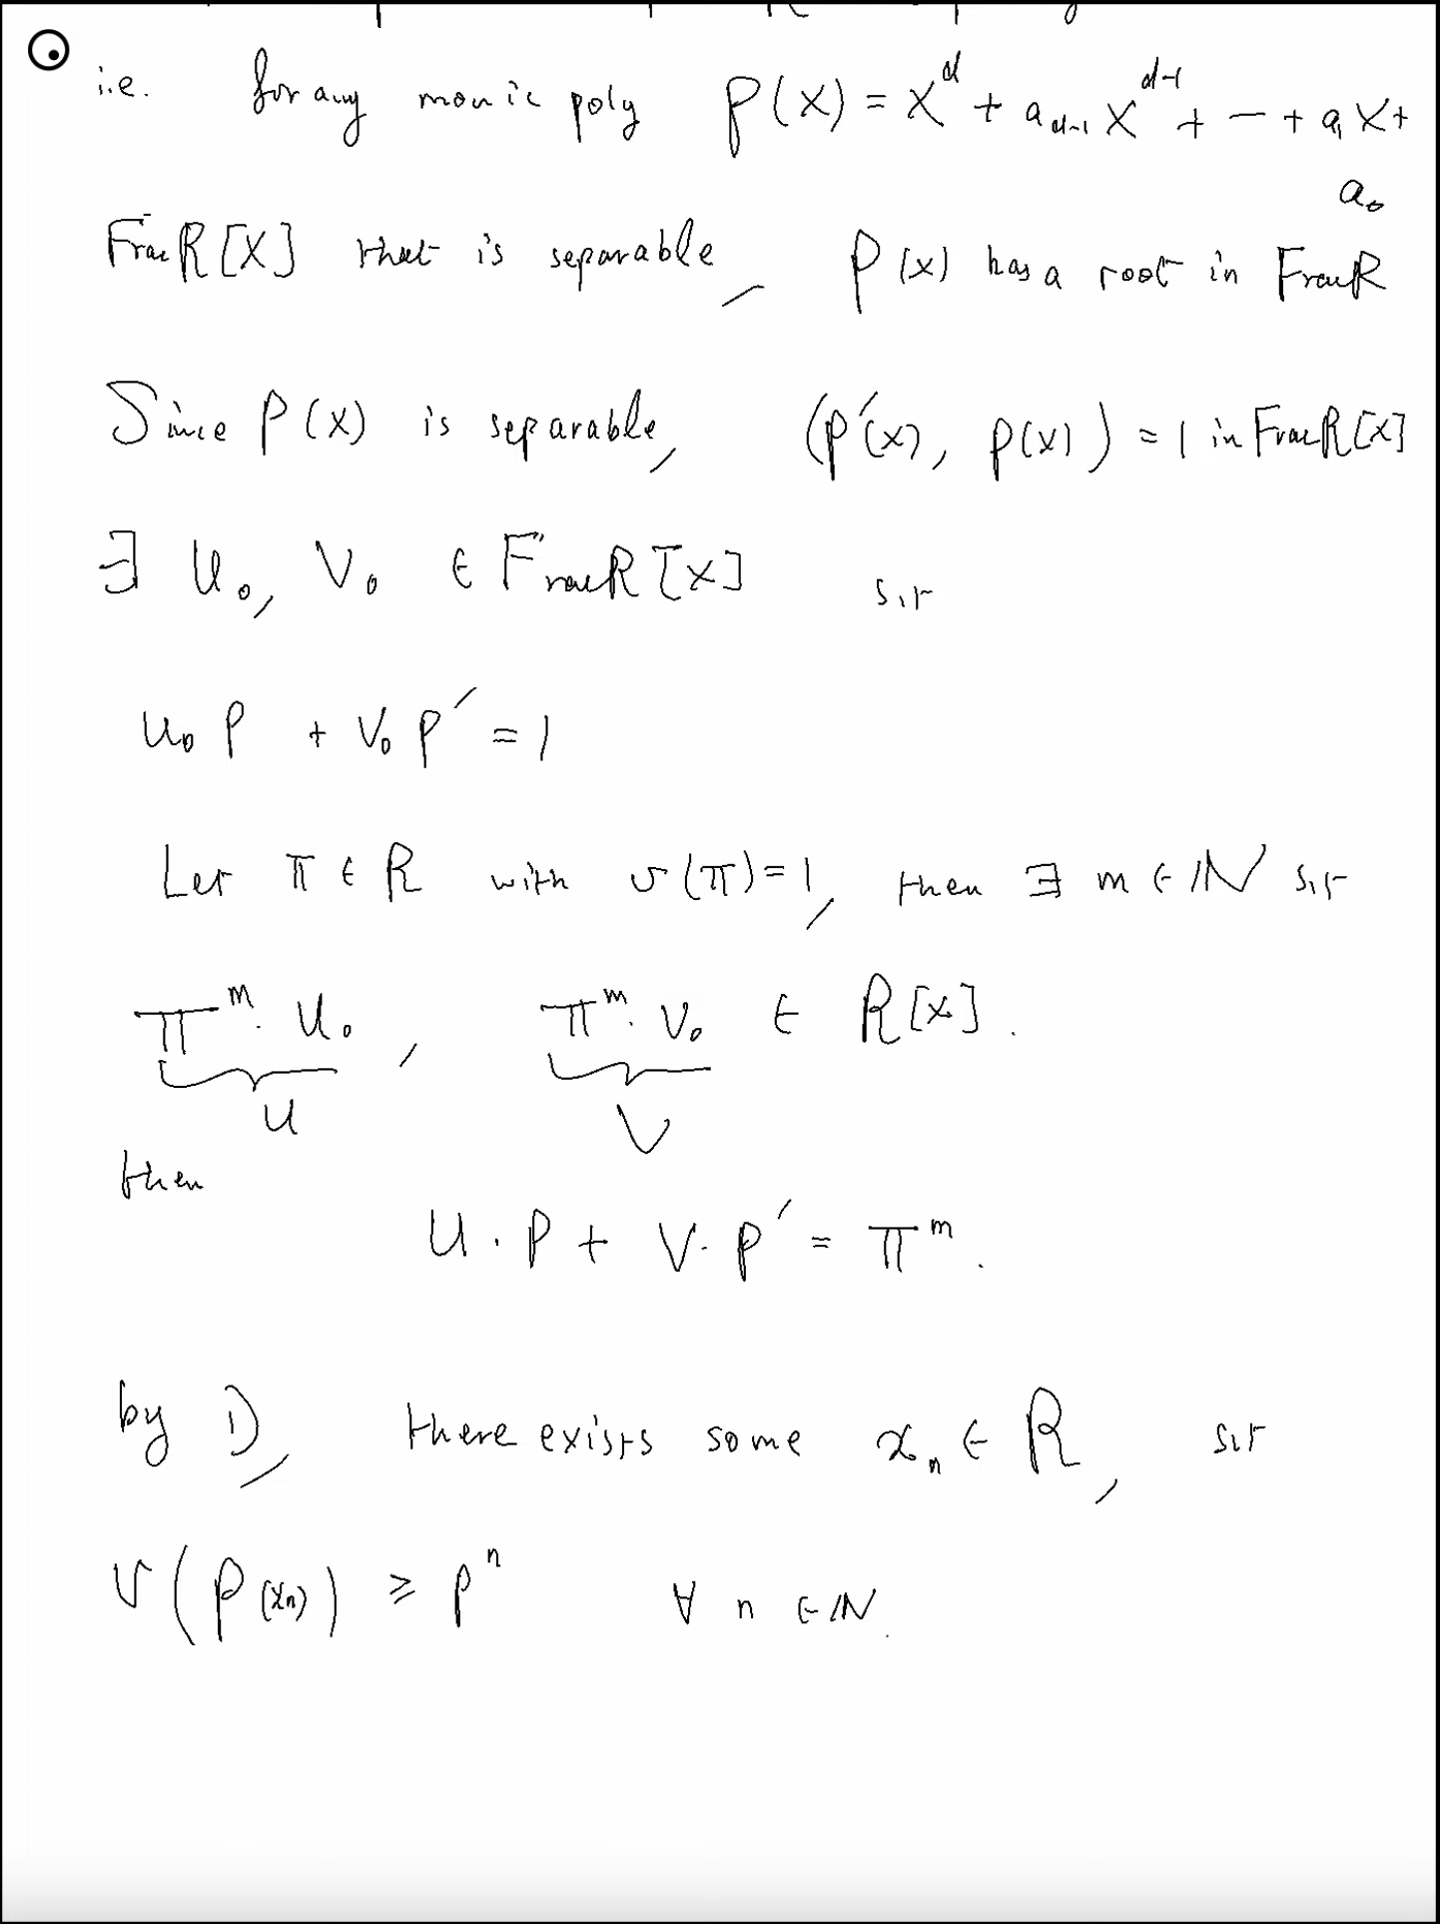 i.e. for any monic poly P(X) = X^d + a_{d-1} X^{d-1} + - + a_1 X +
a_0
Frac R[X] that is separable, P(X) has a root in Frac R
Since P(X) is separable, (P'(X), P(X)) = 1 in Frac R[X]
∃ U_0, V_0 ∈ Frac R[X] s.t
U_0 P + V_0 P' = 1
Let π ∈ R with v(π) = 1, then ∃ m ∈ ℕ s.t
π^m · U_0, π^m · V_0 ∈ R[X].
U V
then
U · P + V · P' = π^m.
by 1), there exists some x_n ∈ R, s.t
v(P(x_n)) ≥ p^n ∀ n ∈ ℕ.